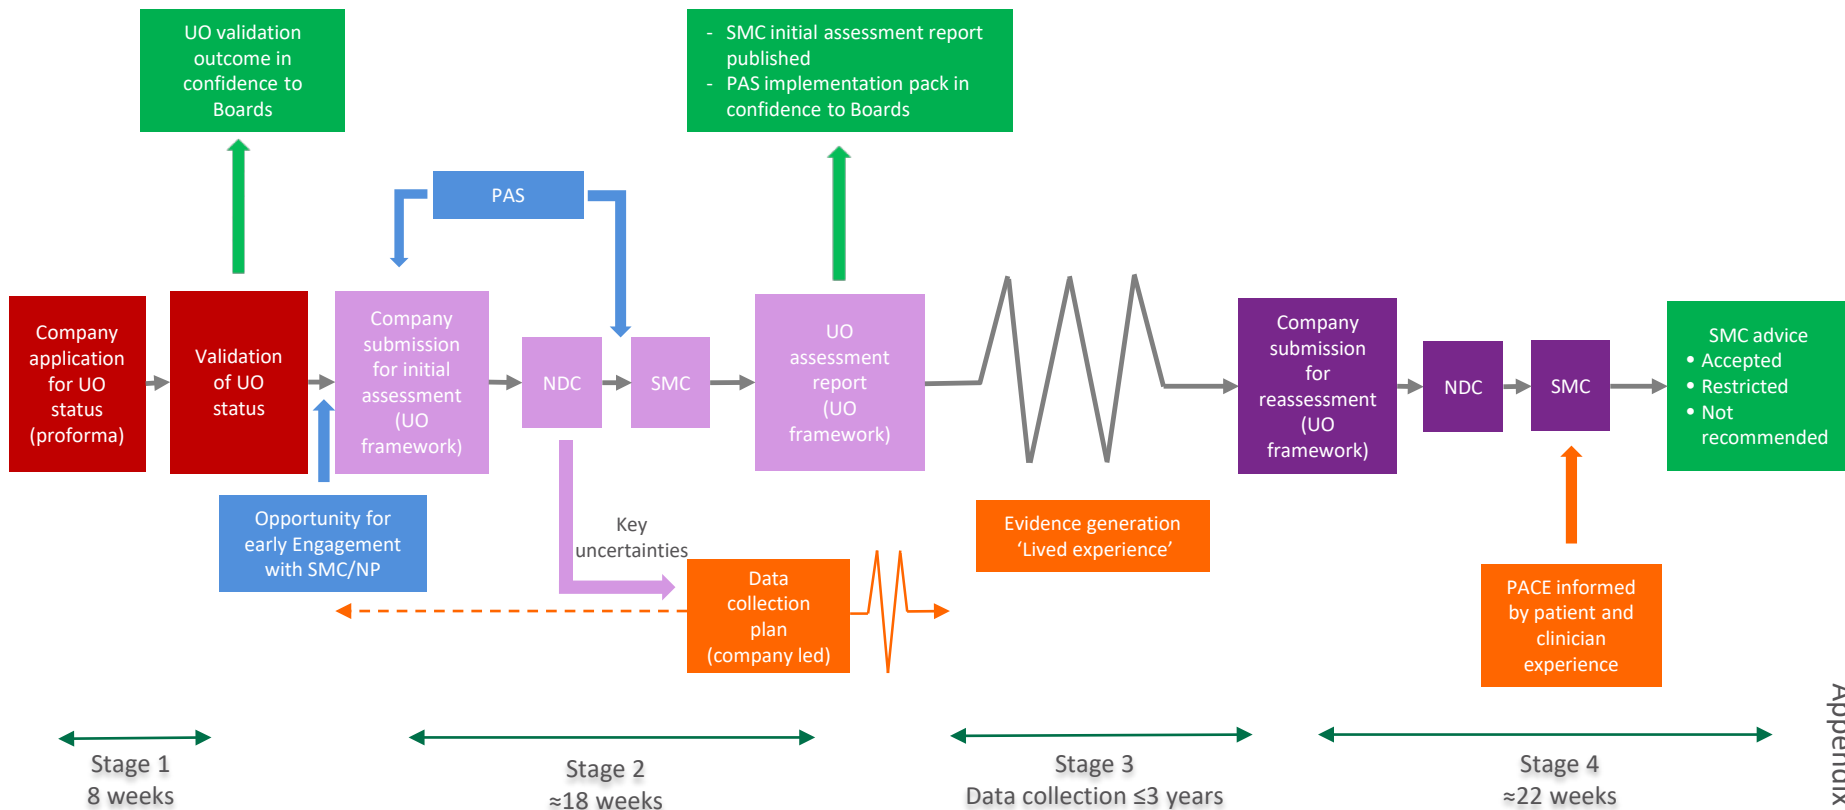 UO validation
outcome in
confidence to
Boards
- SMC initial assessment report
published
- PAS implementation pack in
confidence to Boards
PAS
Company
application
for UO
status
(proforma)
Validation
of UO
status
Company
submission
for initial
assessment
(UO
framework)
NDC
SMC
UO
assessment
report
(UO
framework)
Company
submission
for
reassessment
(UO
framework)
NDC
SMC
SMC advice
• Accepted
• Restricted
• Not
recommended
Opportunity for
early Engagement
with SMC/NP
Key
uncertainties
Data
collection
plan
(company led)
Evidence generation
‘Lived experience’
PACE informed
by patient and
clinician
experience
Stage 1
8 weeks
Stage 2
≈18 weeks
Stage 3
Data collection ≤3 years
Stage 4
≈22 weeks
Appendix